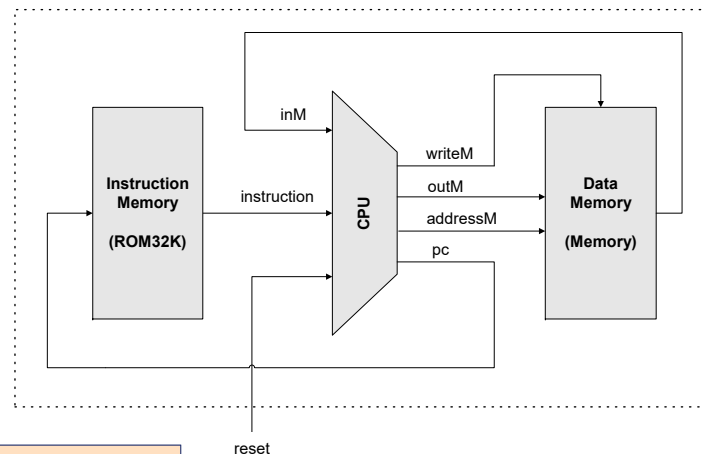 inM
writeM
Instruction
Memory
(ROM32K)
instruction
CPU
outM
addressM
pc
Data
Memory
(Memory)
reset